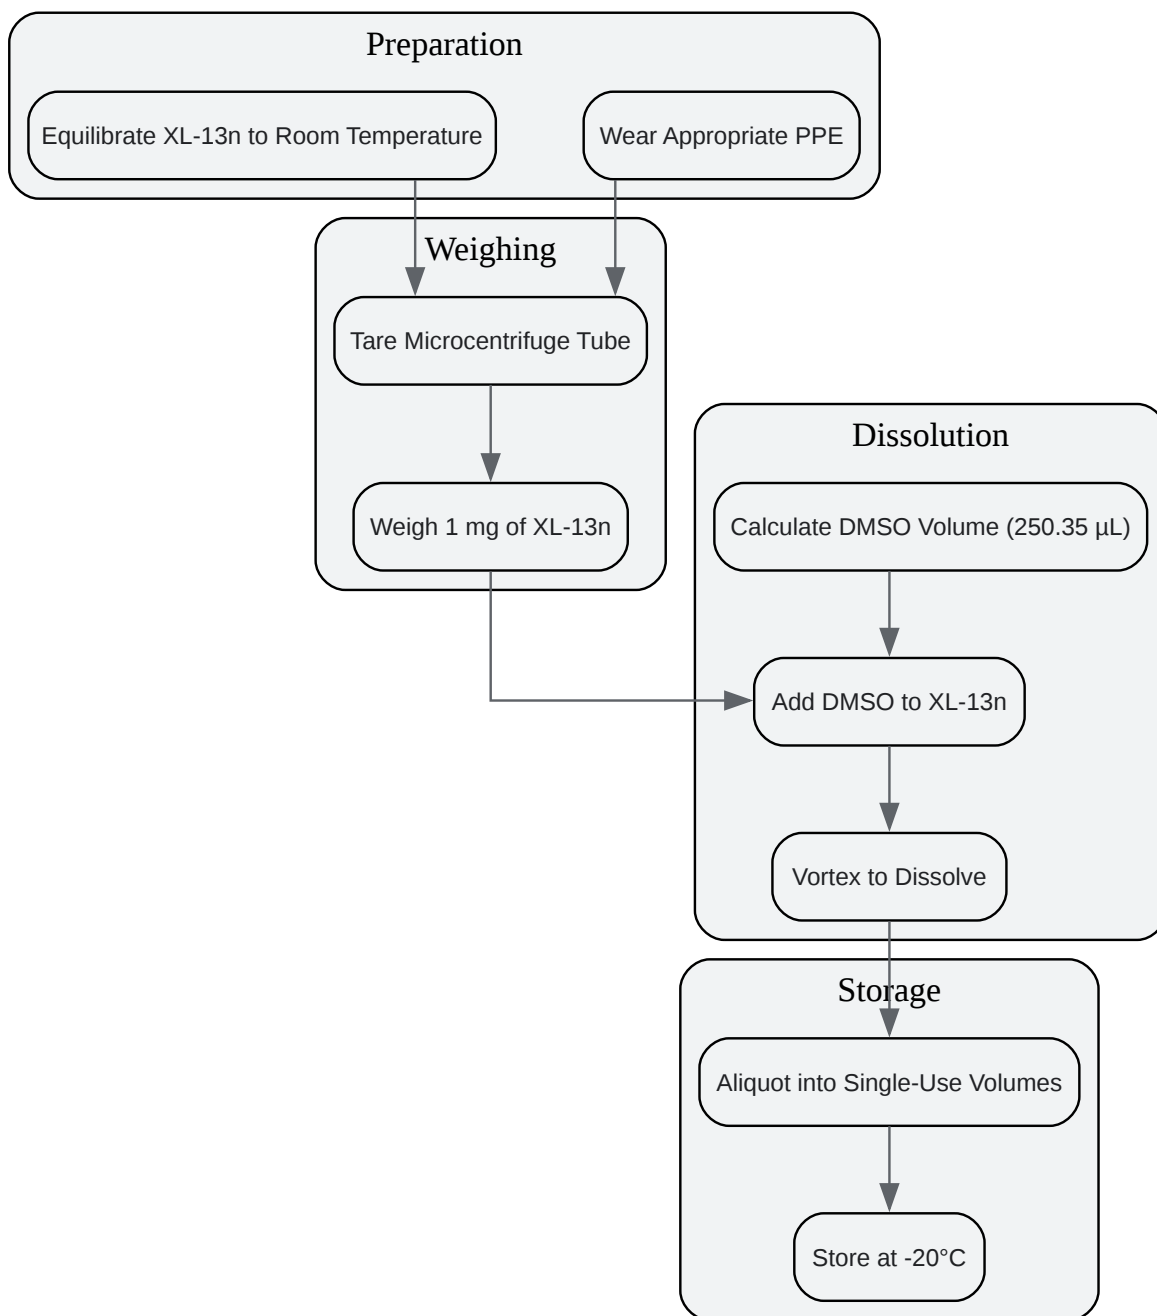 Preparation
Equilibrate XL-13n to Room Temperature
Wear Appropriate PPE
Weighing
Tare Microcentrifuge Tube
Weigh 1 mg of XL-13n
Dissolution
Calculate DMSO Volume (250.35 µL)
Add DMSO to XL-13n
Vortex to Dissolve
Storage
Aliquot into Single-Use Volumes
Store at -20°C